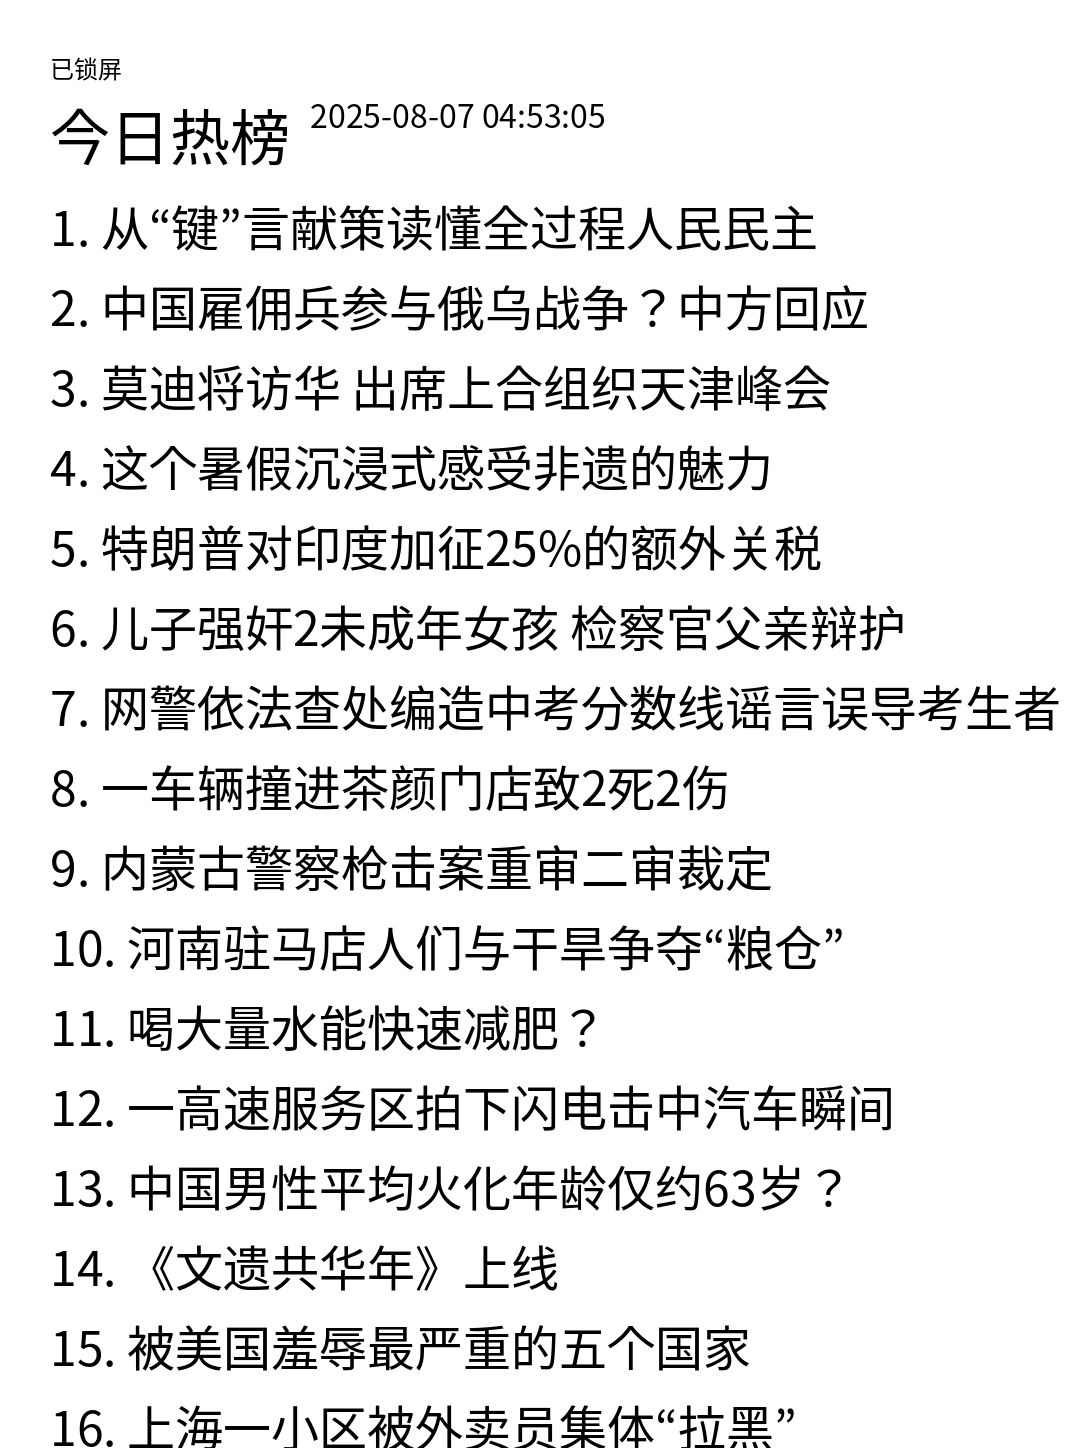 已锁屏
今日热榜 2025-08-07 04:53:05
1. 从“键”言献策读懂全过程人民民主
2. 中国雇佣兵参与俄乌战争？中方回应
3. 莫迪将访华 出席上合组织天津峰会
4. 这个暑假沉浸式感受非遗的魅力
5. 特朗普对印度加征25%的额外关税
6. 儿子强奸2未成年女孩 检察官父亲辩护
7. 网警依法查处编造中考分数线谣言误导考生者
8. 一车辆撞进茶颜门店致2死2伤
9. 内蒙古警察枪击案重审二审裁定
10. 河南驻马店人们与干旱争夺“粮仓”
11. 喝大量水能快速减肥？
12. 一高速服务区拍下闪电击中汽车瞬间
13. 中国男性平均火化年龄仅约63岁？
14. 《文遗共华年》上线
15. 被美国羞辱最严重的五个国家
16. 上海一小区被外卖员集体“拉黑”